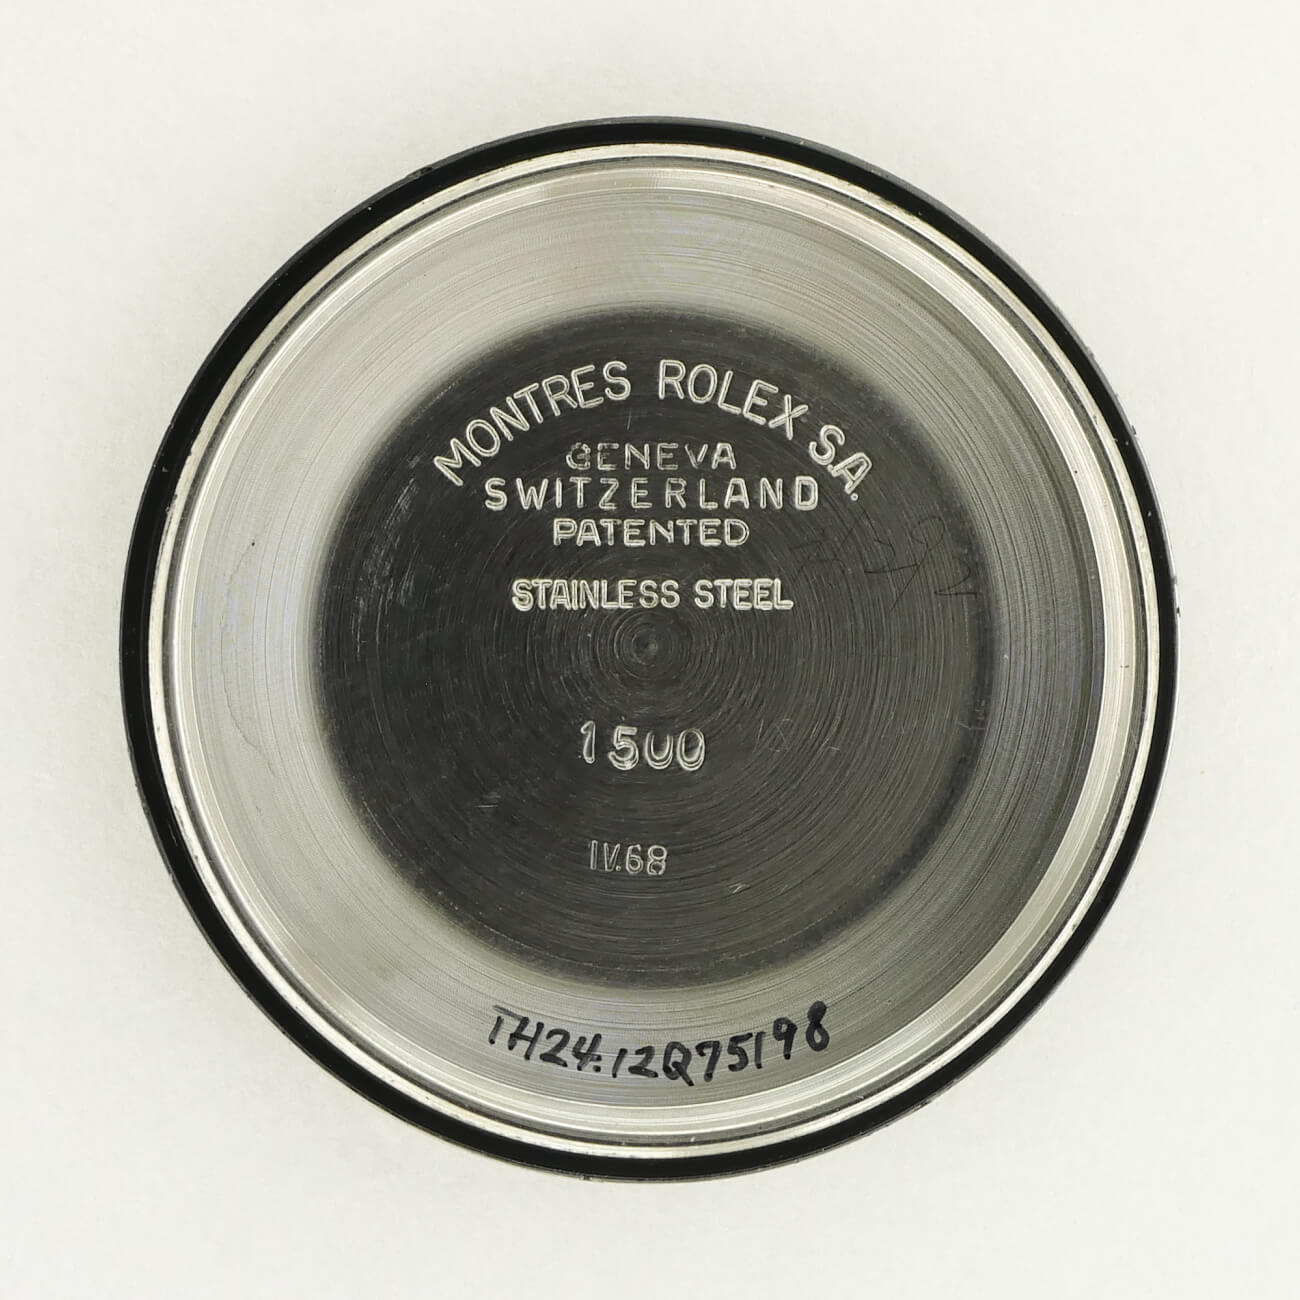 MONTRES ROLEX S.A.
GENEVA
SWITZERLAND
PATENTED
STAINLESS STEEL
1500
IV.68
TH24.12Q75198